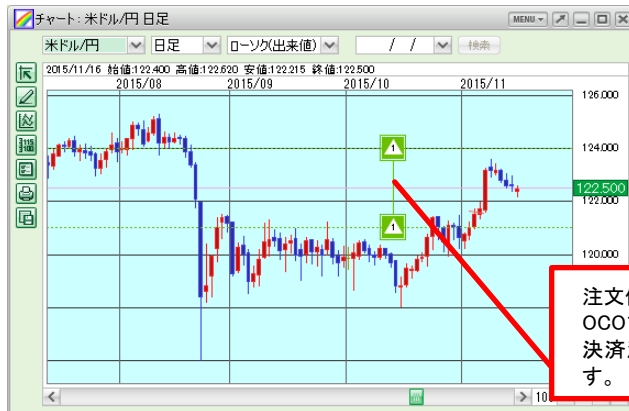 チャート：米ドル/円 日足
MENU
米ドル/円 日足 ローソク(出来値) / / 検索
2015/11/16 始値:122.400 高値:122.620 安値:122.215 終値:122.500
2015/08 2015/09 2015/10 2015/11
126.000
124.000
122.500
122.000
120.000
1
1
注文
OCO
決済
す。
10